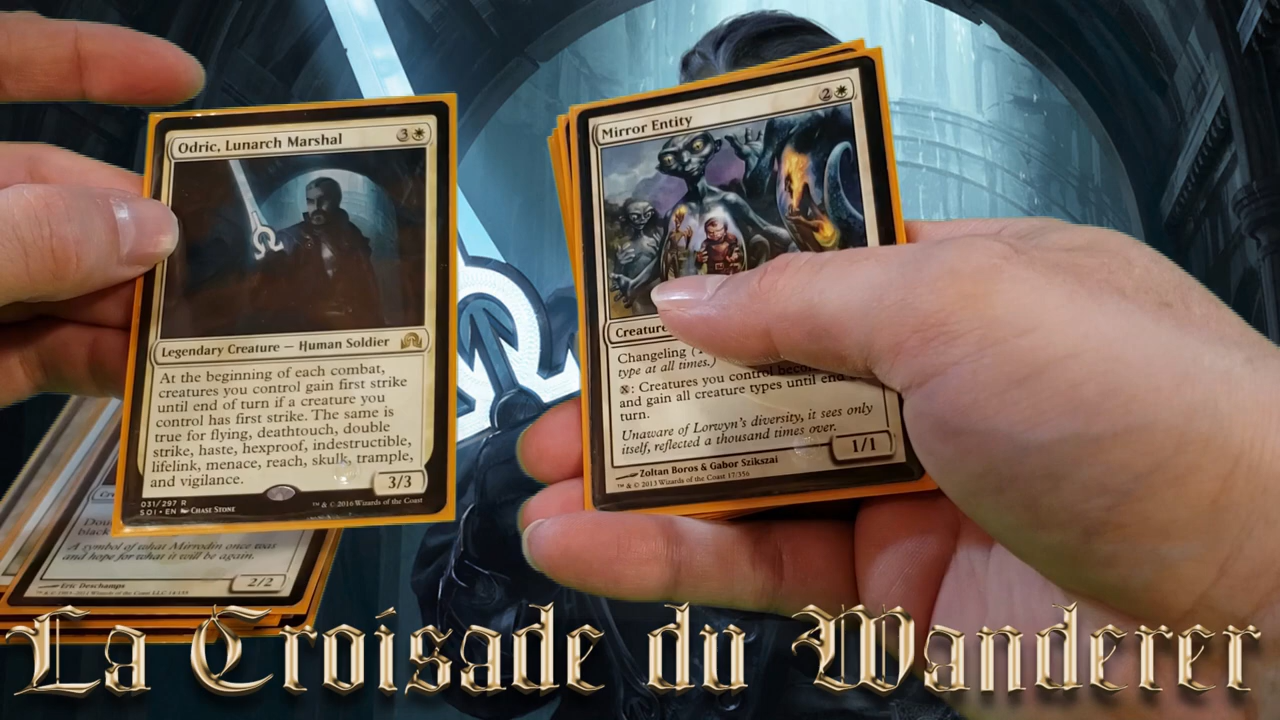 Odric, Lunarch Marshal 3
Legendary Creature — Human Soldier
At the beginning of each combat,
creatures you control gain first strike
until end of turn if a creature you
control has first strike. The same is
true for flying, deathtouch, double
strike, haste, hexproof, indestructible,
lifelink, menace, reach, skulk, trample,
and vigilance.
3/3
031/297 R
SOI • EN CHASE STONE
™ & © 2016 Wizards of the Coast
Mirror Entity 2
Creature
Changeling
type at all times.)
X: Creatures you control
and gain all creature types until end
turn.
Unaware of Lorwyn's diversity, it sees only
itself, reflected a thousand times over.
1/1
Zoltan Boros & Gabor Szikszai
™ & © 2013 Wizards of the Coast 17/356
black
A symbol of what Mirrodin once was
and hope for what it will be again.
Eric Deschamps
2/2
La Croisade du Wanderer